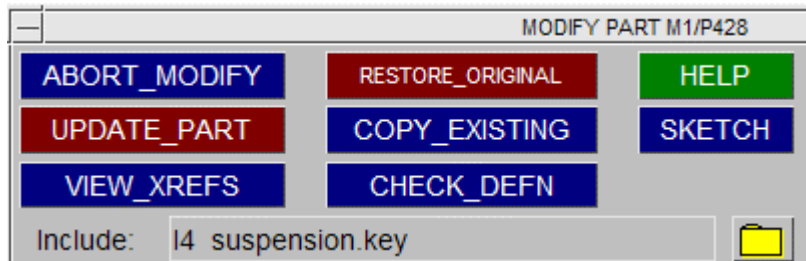 MODIFY PART M1/P428
ABORT_MODIFY RESTORE_ORIGINAL HELP
UPDATE_PART COPY_EXISTING SKETCH
VIEW_XREFS CHECK_DEFN
Include: I4 suspension.key